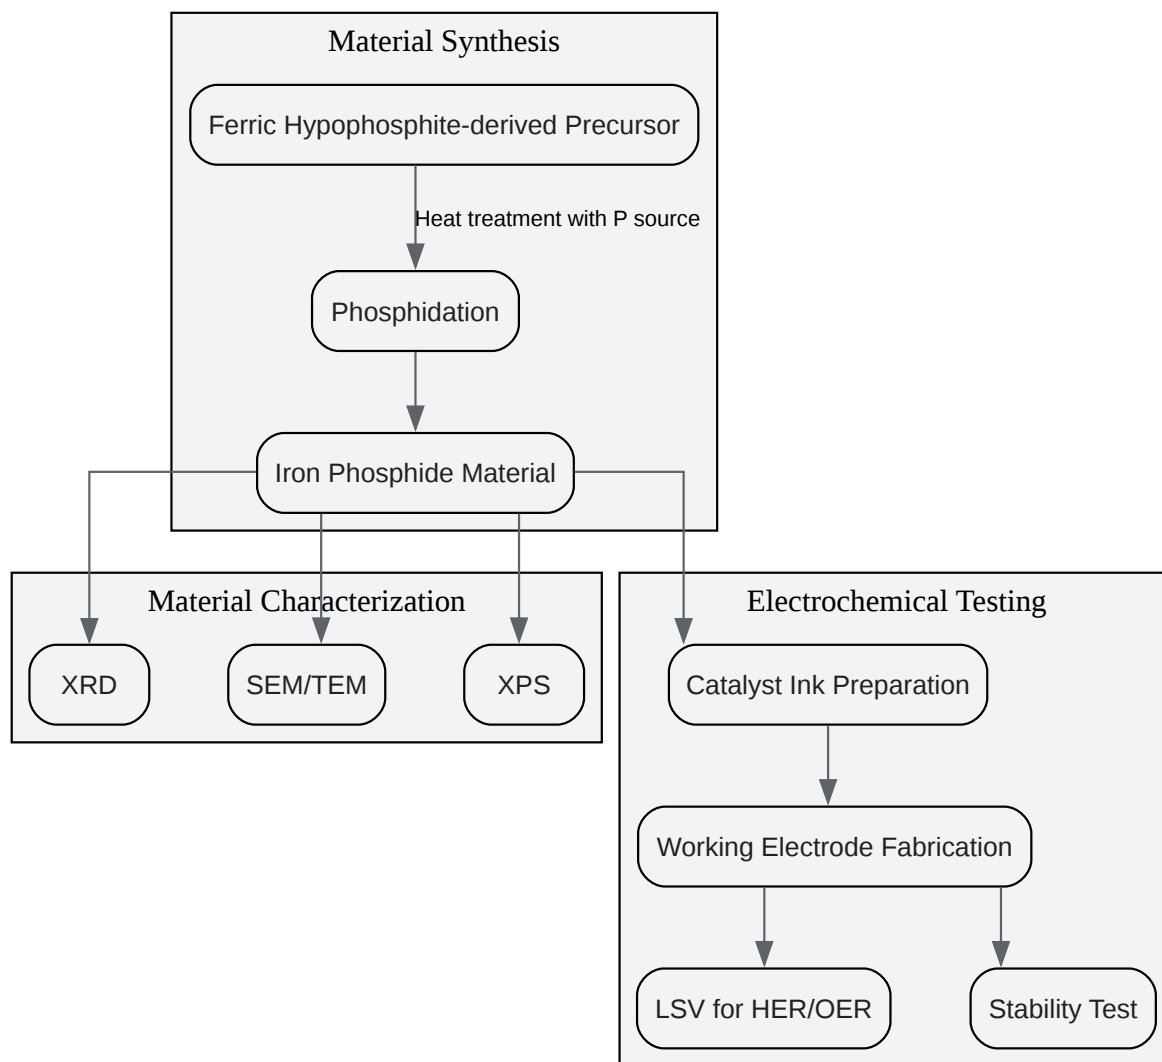 Material Synthesis
Ferric Hypophosphite-derived Precursor
Heat treatment with P source
Phosphidation
Iron Phosphide Material
Material Characterization
Electrochemical Testing
XRD
SEM/TEM
XPS
Catalyst Ink Preparation
Working Electrode Fabrication
LSV for HER/OER
Stability Test